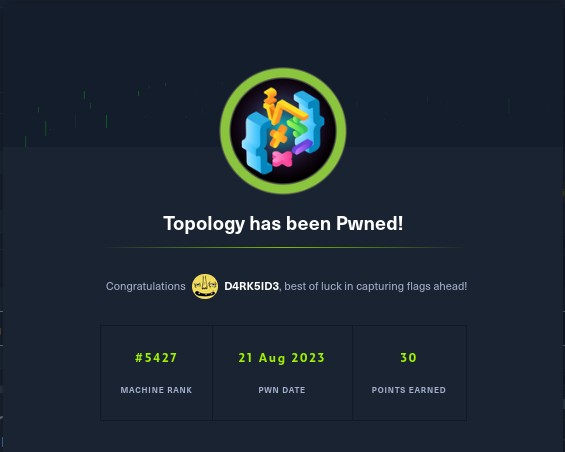 Topology has been Pwned!
Congratulations D4RK5ID3, best of luck in capturing flags ahead!
#5427 21 Aug 2023 30
MACHINE RANK PWN DATE POINTS EARNED